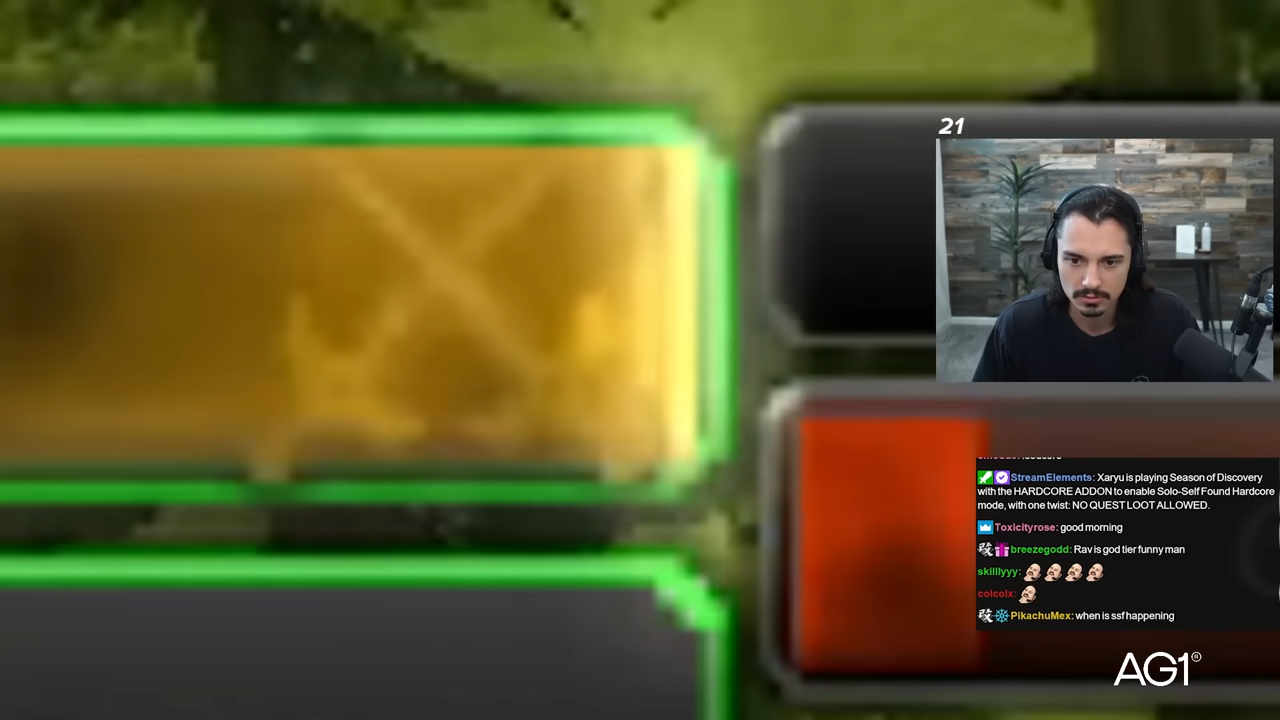 21
StreamElements: Xaryu is playing Season of Discovery
with the HARDCORE ADDON to enable Solo-Self Found Hardcore
mode, with one twist: NO QUEST LOOT ALLOWED.
Toxicityrose: good morning
breezegodd: Rav is god tier funny man
skilllyyy:
colcolx:
PikachuMex: when is ssf happening
AG1®